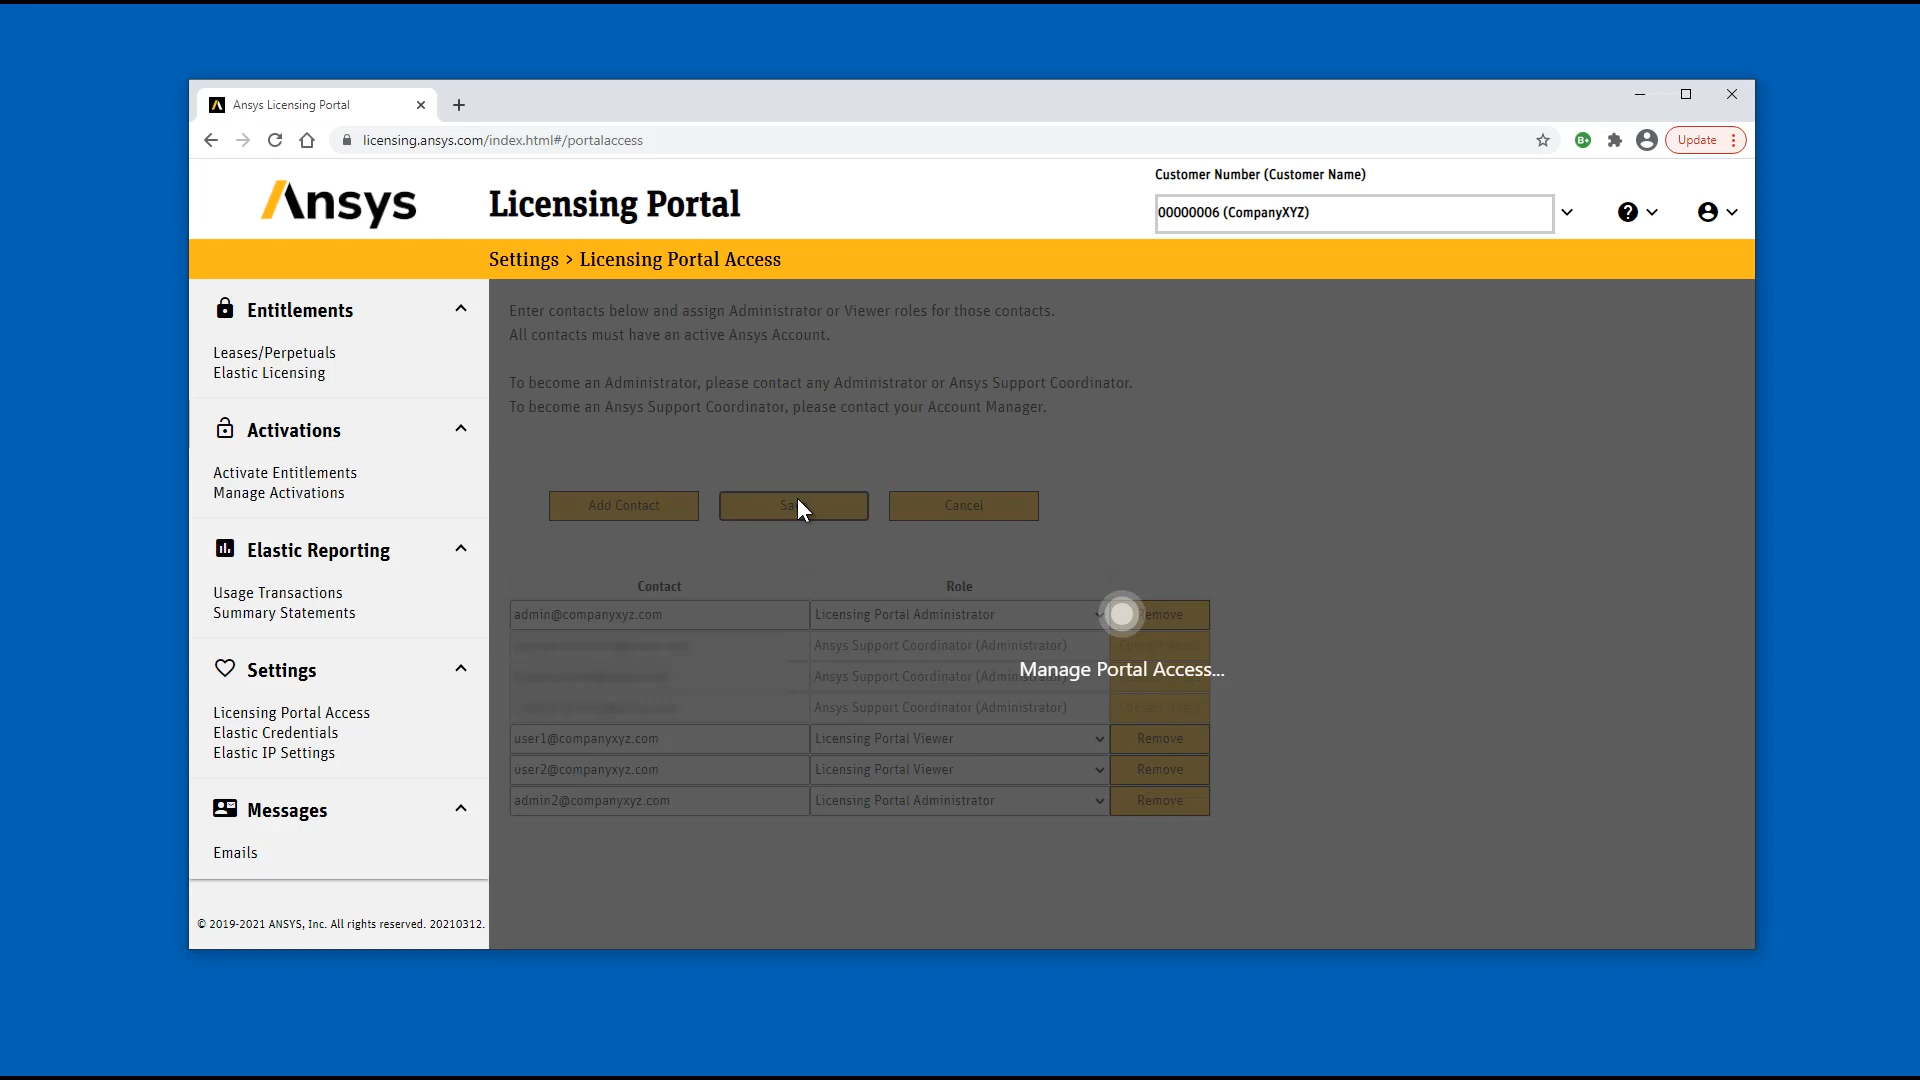 Ansys Licensing Portal
licensing.ansys.com/index.html#/portalaccess
B+
Update
Ansys
Licensing Portal
Customer Number (Customer Name)
00000006 (CompanyXYZ)
Settings > Licensing Portal Access
Entitlements
Leases/Perpetuals
Elastic Licensing
Activations
Activate Entitlements
Manage Activations
Elastic Reporting
Usage Transactions
Summary Statements
Settings
Licensing Portal Access
Elastic Credentials
Elastic IP Settings
Messages
Emails
© 2019-2021 ANSYS, Inc. All rights reserved. 20210312.
Enter contacts below and assign Administrator or Viewer roles for those contacts.
All contacts must have an active Ansys Account.
To become an Administrator, please contact any Administrator or Ansys Support Coordinator.
To become an Ansys Support Coordinator, please contact your Account Manager.
Add Contact
Cancel
Contact Role
admin@companyxyz.com Licensing Portal Administrator Remove
Ansys Support Coordinator (Administrator)
Manage Portal Access...
Ansys Support Coordinator (Administrator)
Ansys Support Coordinator (Administrator)
user1@companyxyz.com Licensing Portal Viewer Remove
user2@companyxyz.com Licensing Portal Viewer Remove
admin2@companyxyz.com Licensing Portal Administrator Remove